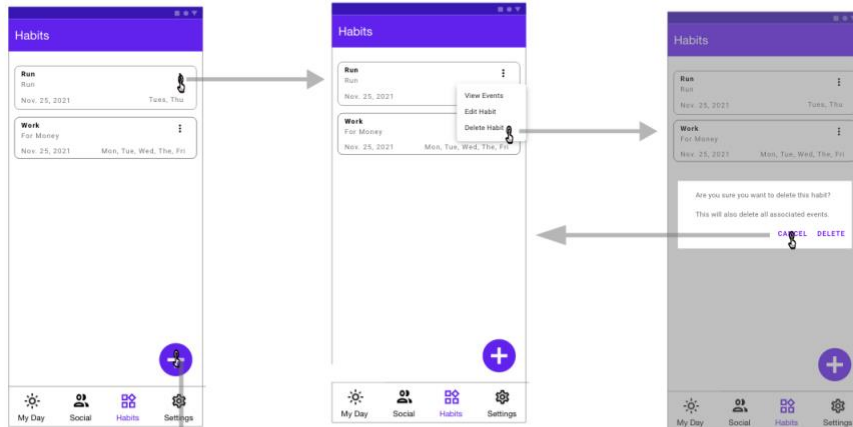 Habits
Run
Run
Nov. 25, 2021 Tues, Thu
Work
For Money
Nov. 25, 2021 Mon, Tue, Wed, The, Fri
My Day Social Habits Settings
Habits
Run
Run
Nov. 25, 2021
View Events
Edit Habit
Delete Habit
Work
For Money
Nov. 25, 2021 Mon, Tue, Wed, The, Fri
My Day Social Habits Settings
Habits
Run
Run
Nov. 25, 2021 Tues, Thu
Work
For Money
Nov. 25, 2021 Mon, Tue, Wed, The, Fri
Are you sure you want to delete this habit?
This will also delete all associated events.
CANCEL DELETE
My Day Social Habits Settings